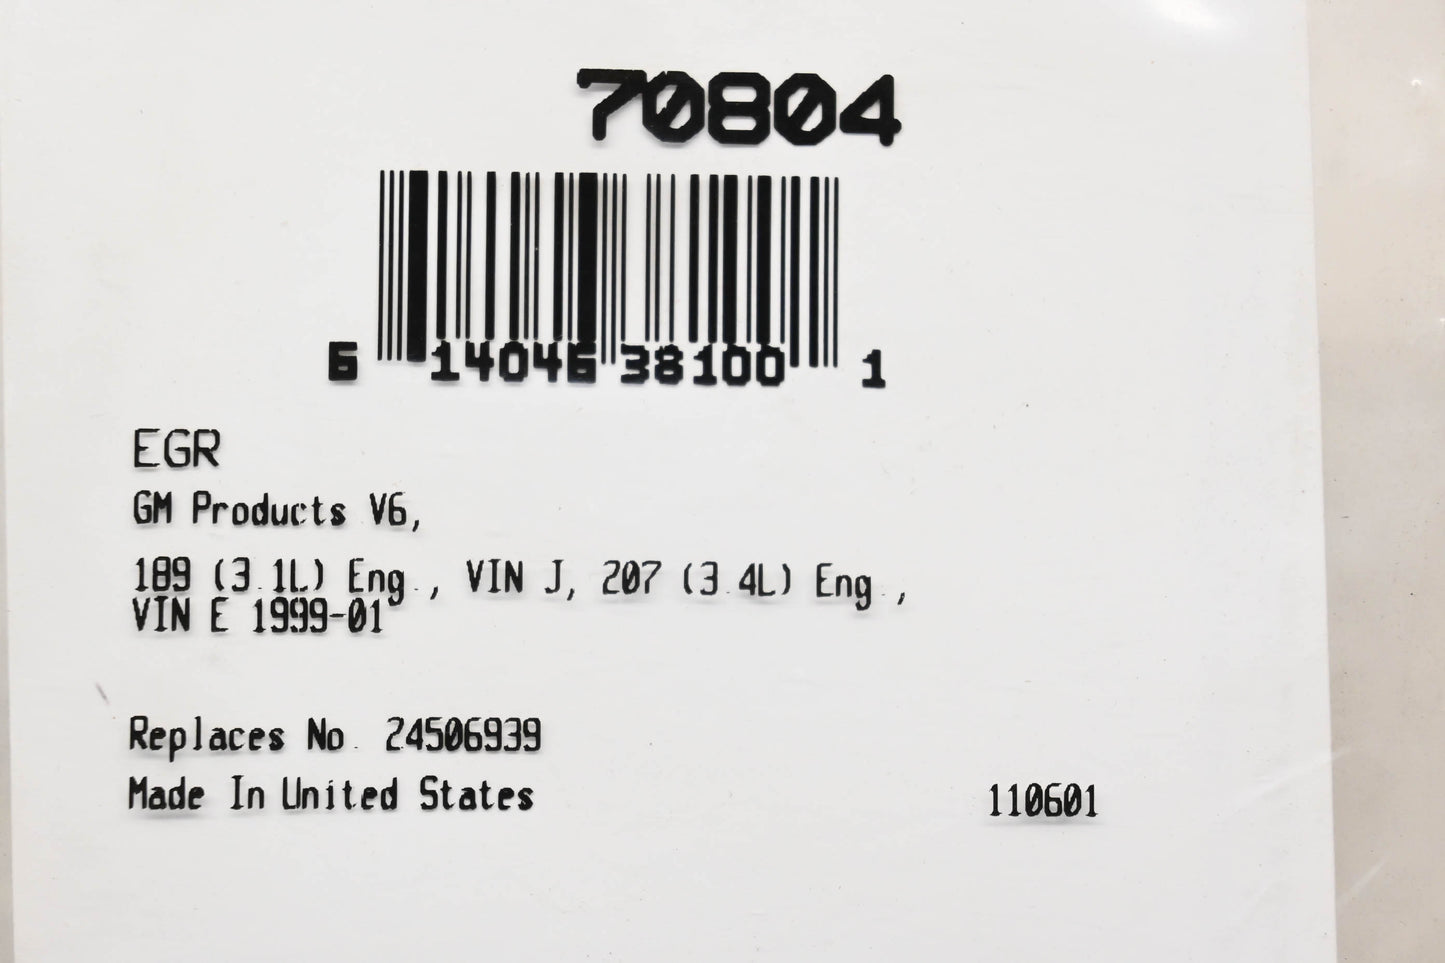 70804
6 14046 38100 1
EGR
GM Products V6,
189 (3.1L) Eng., VIN J, 207 (3.4L) Eng.,
VIN E 1999-01
Replaces No. 24506939
Made In United States
110601